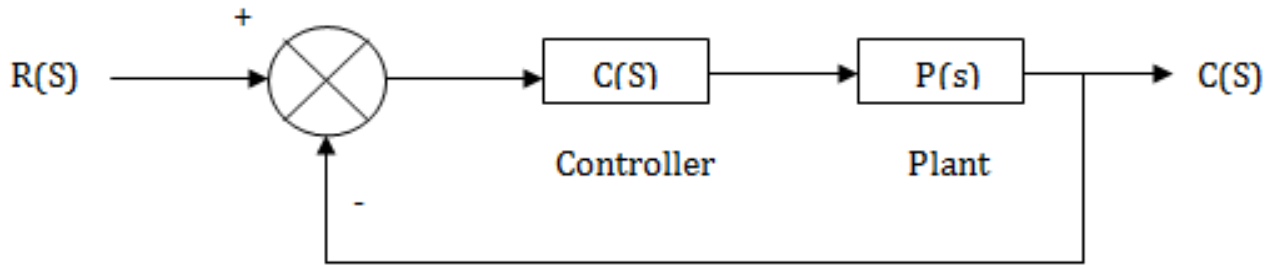 +
R(S) C(S) P(s) C(S)
Controller Plant
-